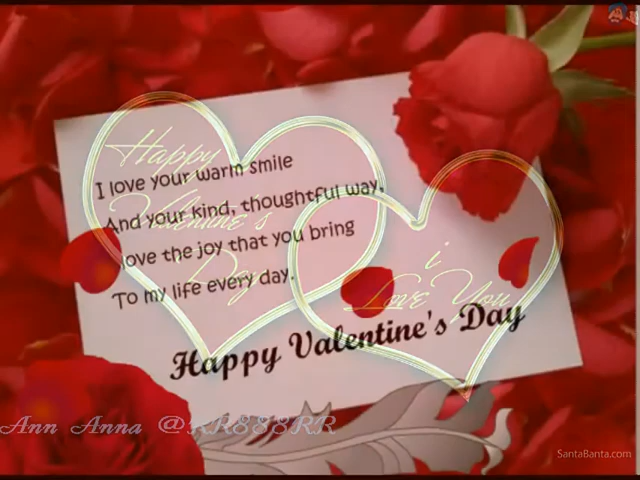 Happy
Valentine's
Day
I love your warm smile
And your kind, thoughtful way,
I love the joy that you bring
To my life every day.
i
Love You
Happy Valentine's Day
Ann Anna @RR888RR
SantaBanta.com